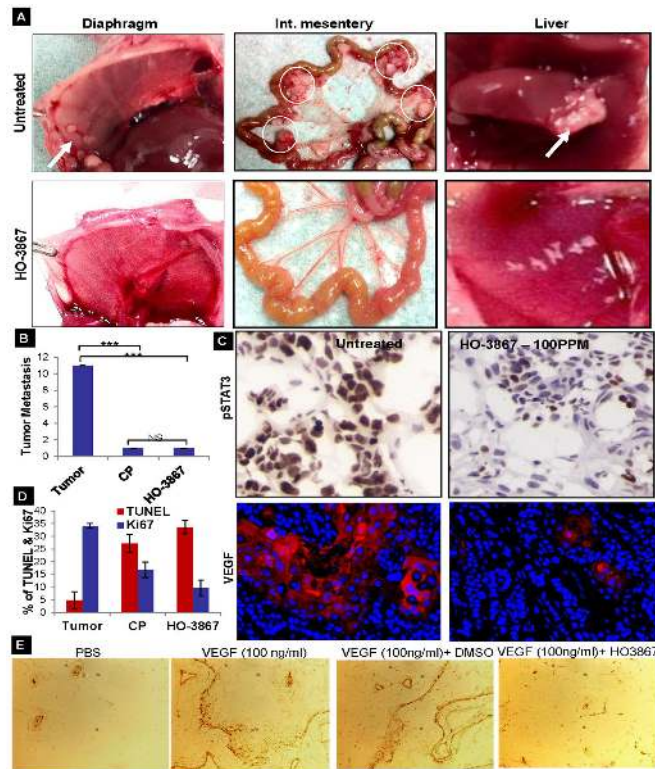 A
Diaphragm Int. mesentery Liver
Untreated
HO-3867
B
Tumor Metastasis
12
10
8
6
4
2
0
***
***
NS
Tumor CP HO-3867
C
Untreated HO-3867 – 100PPM
pSTAT3
VEGF
D
% of TUNEL & Ki67
40
35
30
25
20
15
10
5
0
TUNEL
Ki67
Tumor CP HO-3867
E
PBS VEGF (100 ng/ml) VEGF (100ng/ml)+ DMSO VEGF (100ng/ml)+ HO3867